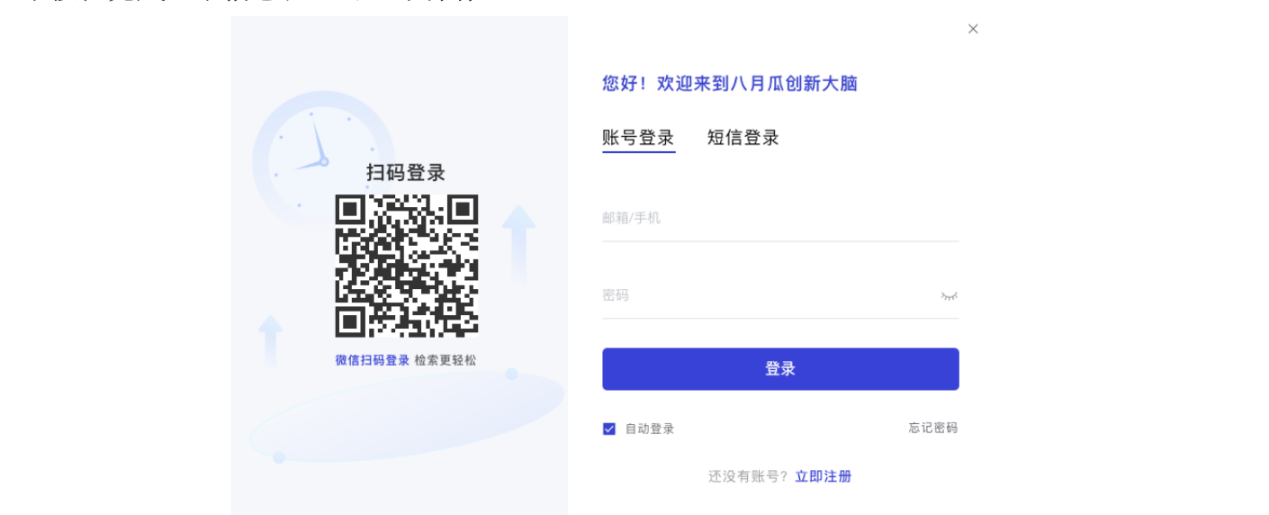 扫码登录
微信扫码登录 检索更轻松
您好！欢迎来到八月瓜创新大脑
账号登录 短信登录
邮箱/手机
密码
登录
自动登录 忘记密码
还没有账号？立即注册